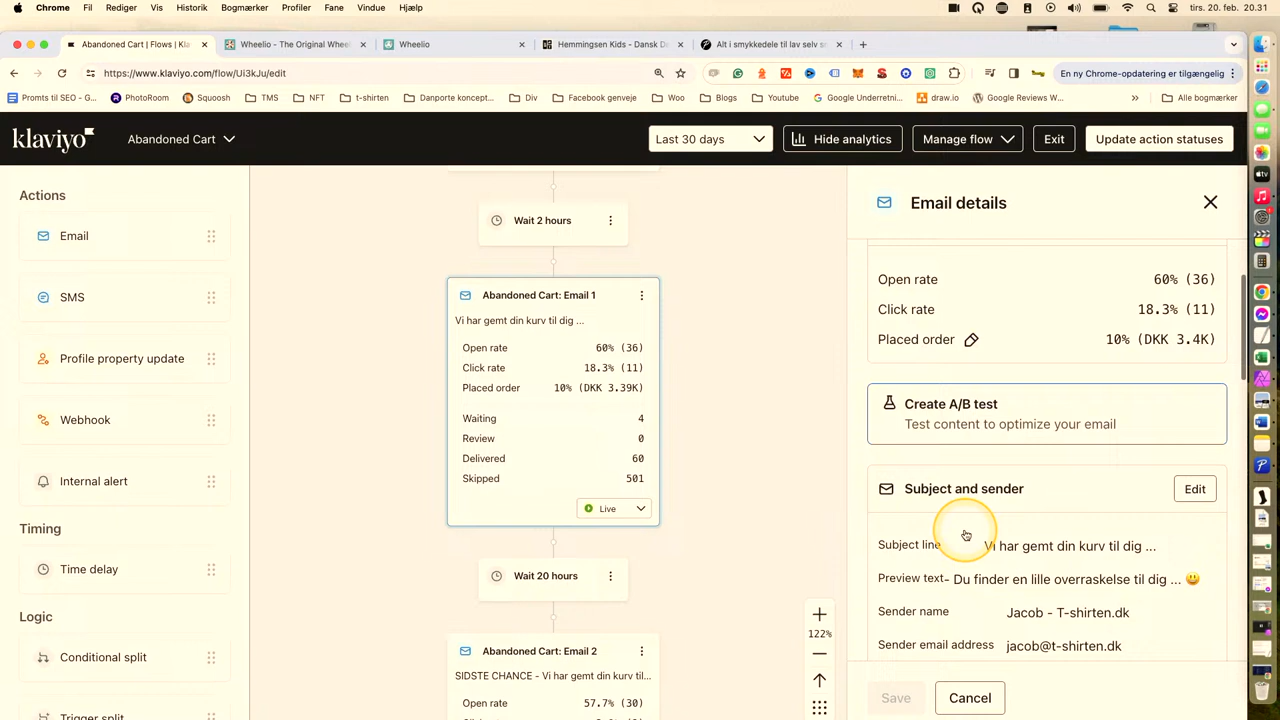 Chrome Fil Rediger Vis Historik Bogmærker Profiler Fane Vindue Hjælp tirs. 20. feb. 20.31
Abandoned Cart | Flows | Kla
Wheelio - The Original Whee
Wheelio
Hemmingsen Kids - Dansk De
Alt i smykkedele til lav selv s
https://www.klaviyo.com/flow/Ui3kJu/edit
En ny Chrome-opdatering er tilgængelig
Promts til SEO - G... PhotoRoom Squoosh TMS NFT t-shirten Danporte koncept... Div Facebook genveje Woo Blogs Youtube Google Underretni... draw.io Google Reviews W... » Alle bogmærker
klaviyo
Abandoned Cart
Last 30 days
Hide analytics
Manage flow
Exit
Update action statuses
Actions
Email
SMS
Profile property update
Webhook
Internal alert
Timing
Time delay
Logic
Conditional split
Trigger split
Wait 2 hours
Abandoned Cart: Email 1
Vi har gemt din kurv til dig ...
Open rate 60% (36)
Click rate 18.3% (11)
Placed order 10% (DKK 3.39K)
Waiting 4
Review 0
Delivered 60
Skipped 501
Live
Wait 20 hours
Abandoned Cart: Email 2
SIDSTE CHANCE - Vi har gemt din kurv til...
Open rate 57.7% (30)
122%
Email details
Open rate 60% (36)
Click rate 18.3% (11)
Placed order 10% (DKK 3.4K)
Create A/B test
Test content to optimize your email
Subject and sender
Edit
Subject line Vi har gemt din kurv til dig ...
Preview text- Du finder en lille overraskelse til dig ... 😃
Sender name Jacob - T-shirten.dk
Sender email address jacob@t-shirten.dk
Save
Cancel